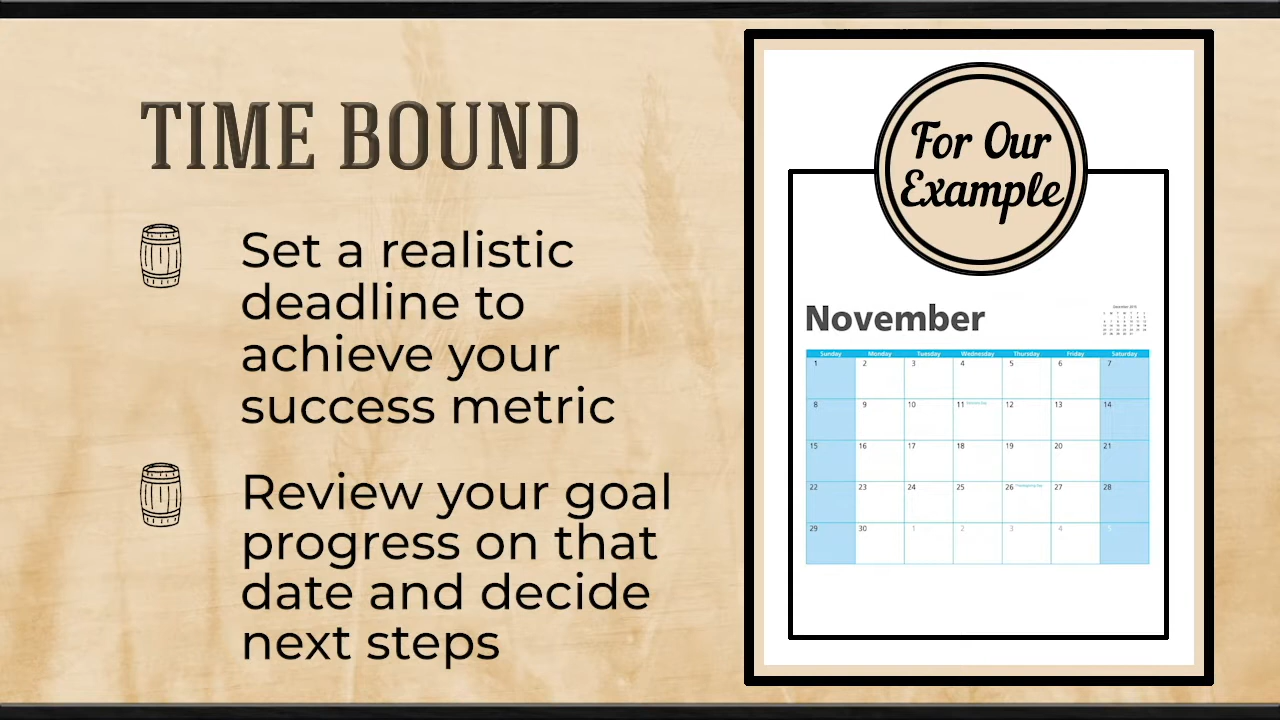 TIME BOUND
Set a realistic
deadline to
achieve your
success metric
Review your goal
progress on that
date and decide
next steps
For Our
Example
November
Sunday Monday Tuesday Wednesday Thursday Friday Saturday
1 2 3 4 5 6 7
8 9 10 11 12 13 14
15 16 17 18 19 20 21
22 23 24 25 26 Thanksgiving Day 27 28
29 30 1 2 3 4 5